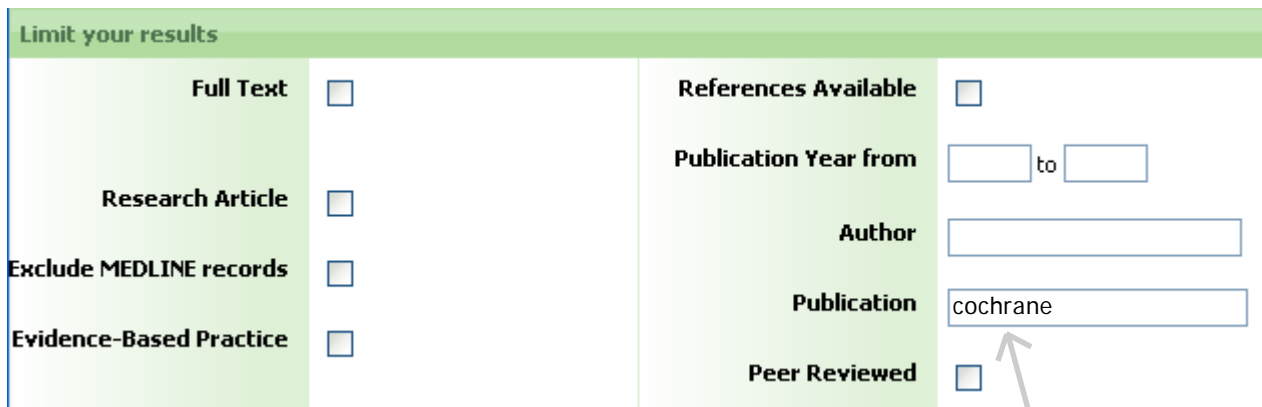 Limit your results
Full Text
References Available
Publication Year from to
Research Article
Author
Exclude MEDLINE records
Publication cochrane
Evidence-Based Practice
Peer Reviewed